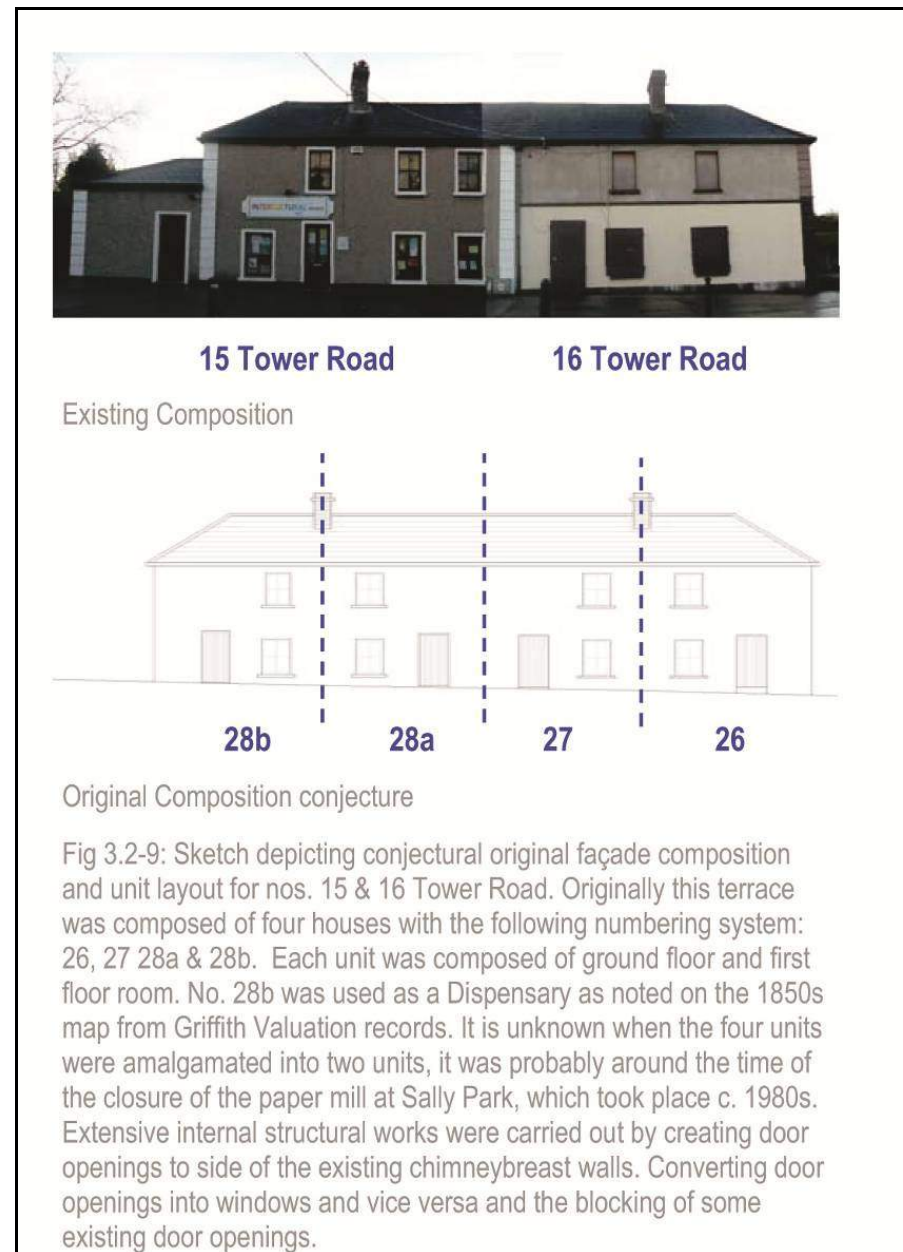 INTERCULTURAL
15 Tower Road
16 Tower Road
Existing Composition
28b
28a
27
26
Original Composition conjecture
Fig 3.2-9: Sketch depicting conjectural original façade composition
and unit layout for nos. 15 & 16 Tower Road. Originally this terrace
was composed of four houses with the following numbering system:
26, 27 28a & 28b. Each unit was composed of ground floor and first
floor room. No. 28b was used as a Dispensary as noted on the 1850s
map from Griffith Valuation records. It is unknown when the four units
were amalgamated into two units, it was probably around the time of
the closure of the paper mill at Sally Park, which took place c. 1980s.
Extensive internal structural works were carried out by creating door
openings to side of the existing chimneybreast walls. Converting door
openings into windows and vice versa and the blocking of some
existing door openings.